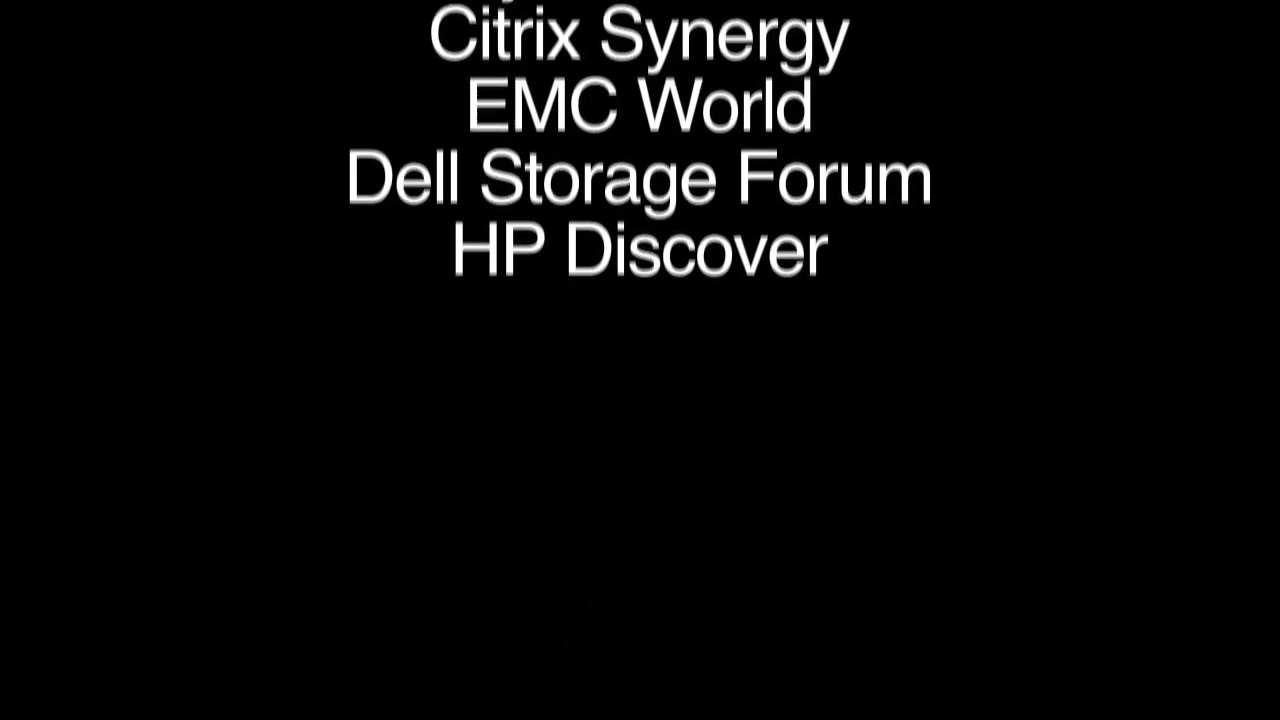 Citrix Synergy
EMC World
Dell Storage Forum
HP Discover